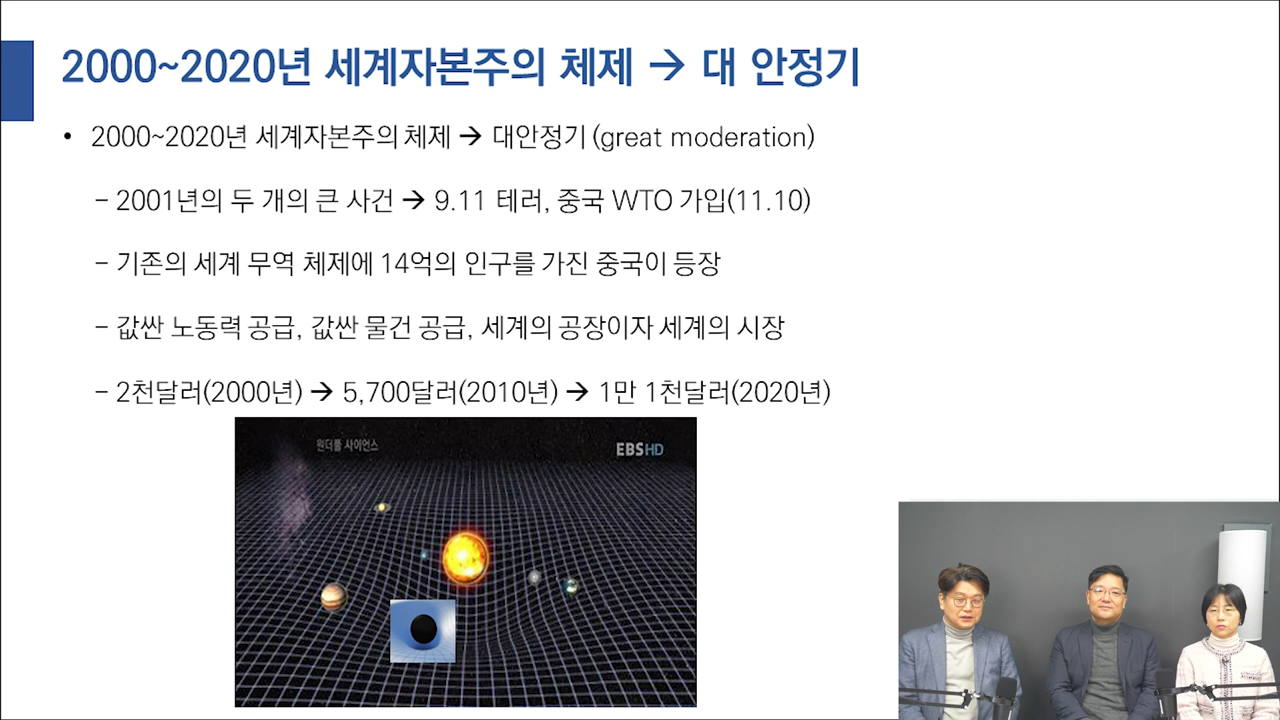 2000~2020년 세계자본주의 체제 → 대 안정기
• 2000~2020년 세계자본주의 체제 → 대안정기 (great moderation)
– 2001년의 두 개의 큰 사건 → 9.11 테러, 중국 WTO 가입(11.10)
– 기존의 세계 무역 체제에 14억의 인구를 가진 중국이 등장
– 값싼 노동력 공급, 값싼 물건 공급, 세계의 공장이자 세계의 시장
– 2천달러(2000년) → 5,700달러(2010년) → 1만 1천달러(2020년)
원더풀 사이언스
EBS HD